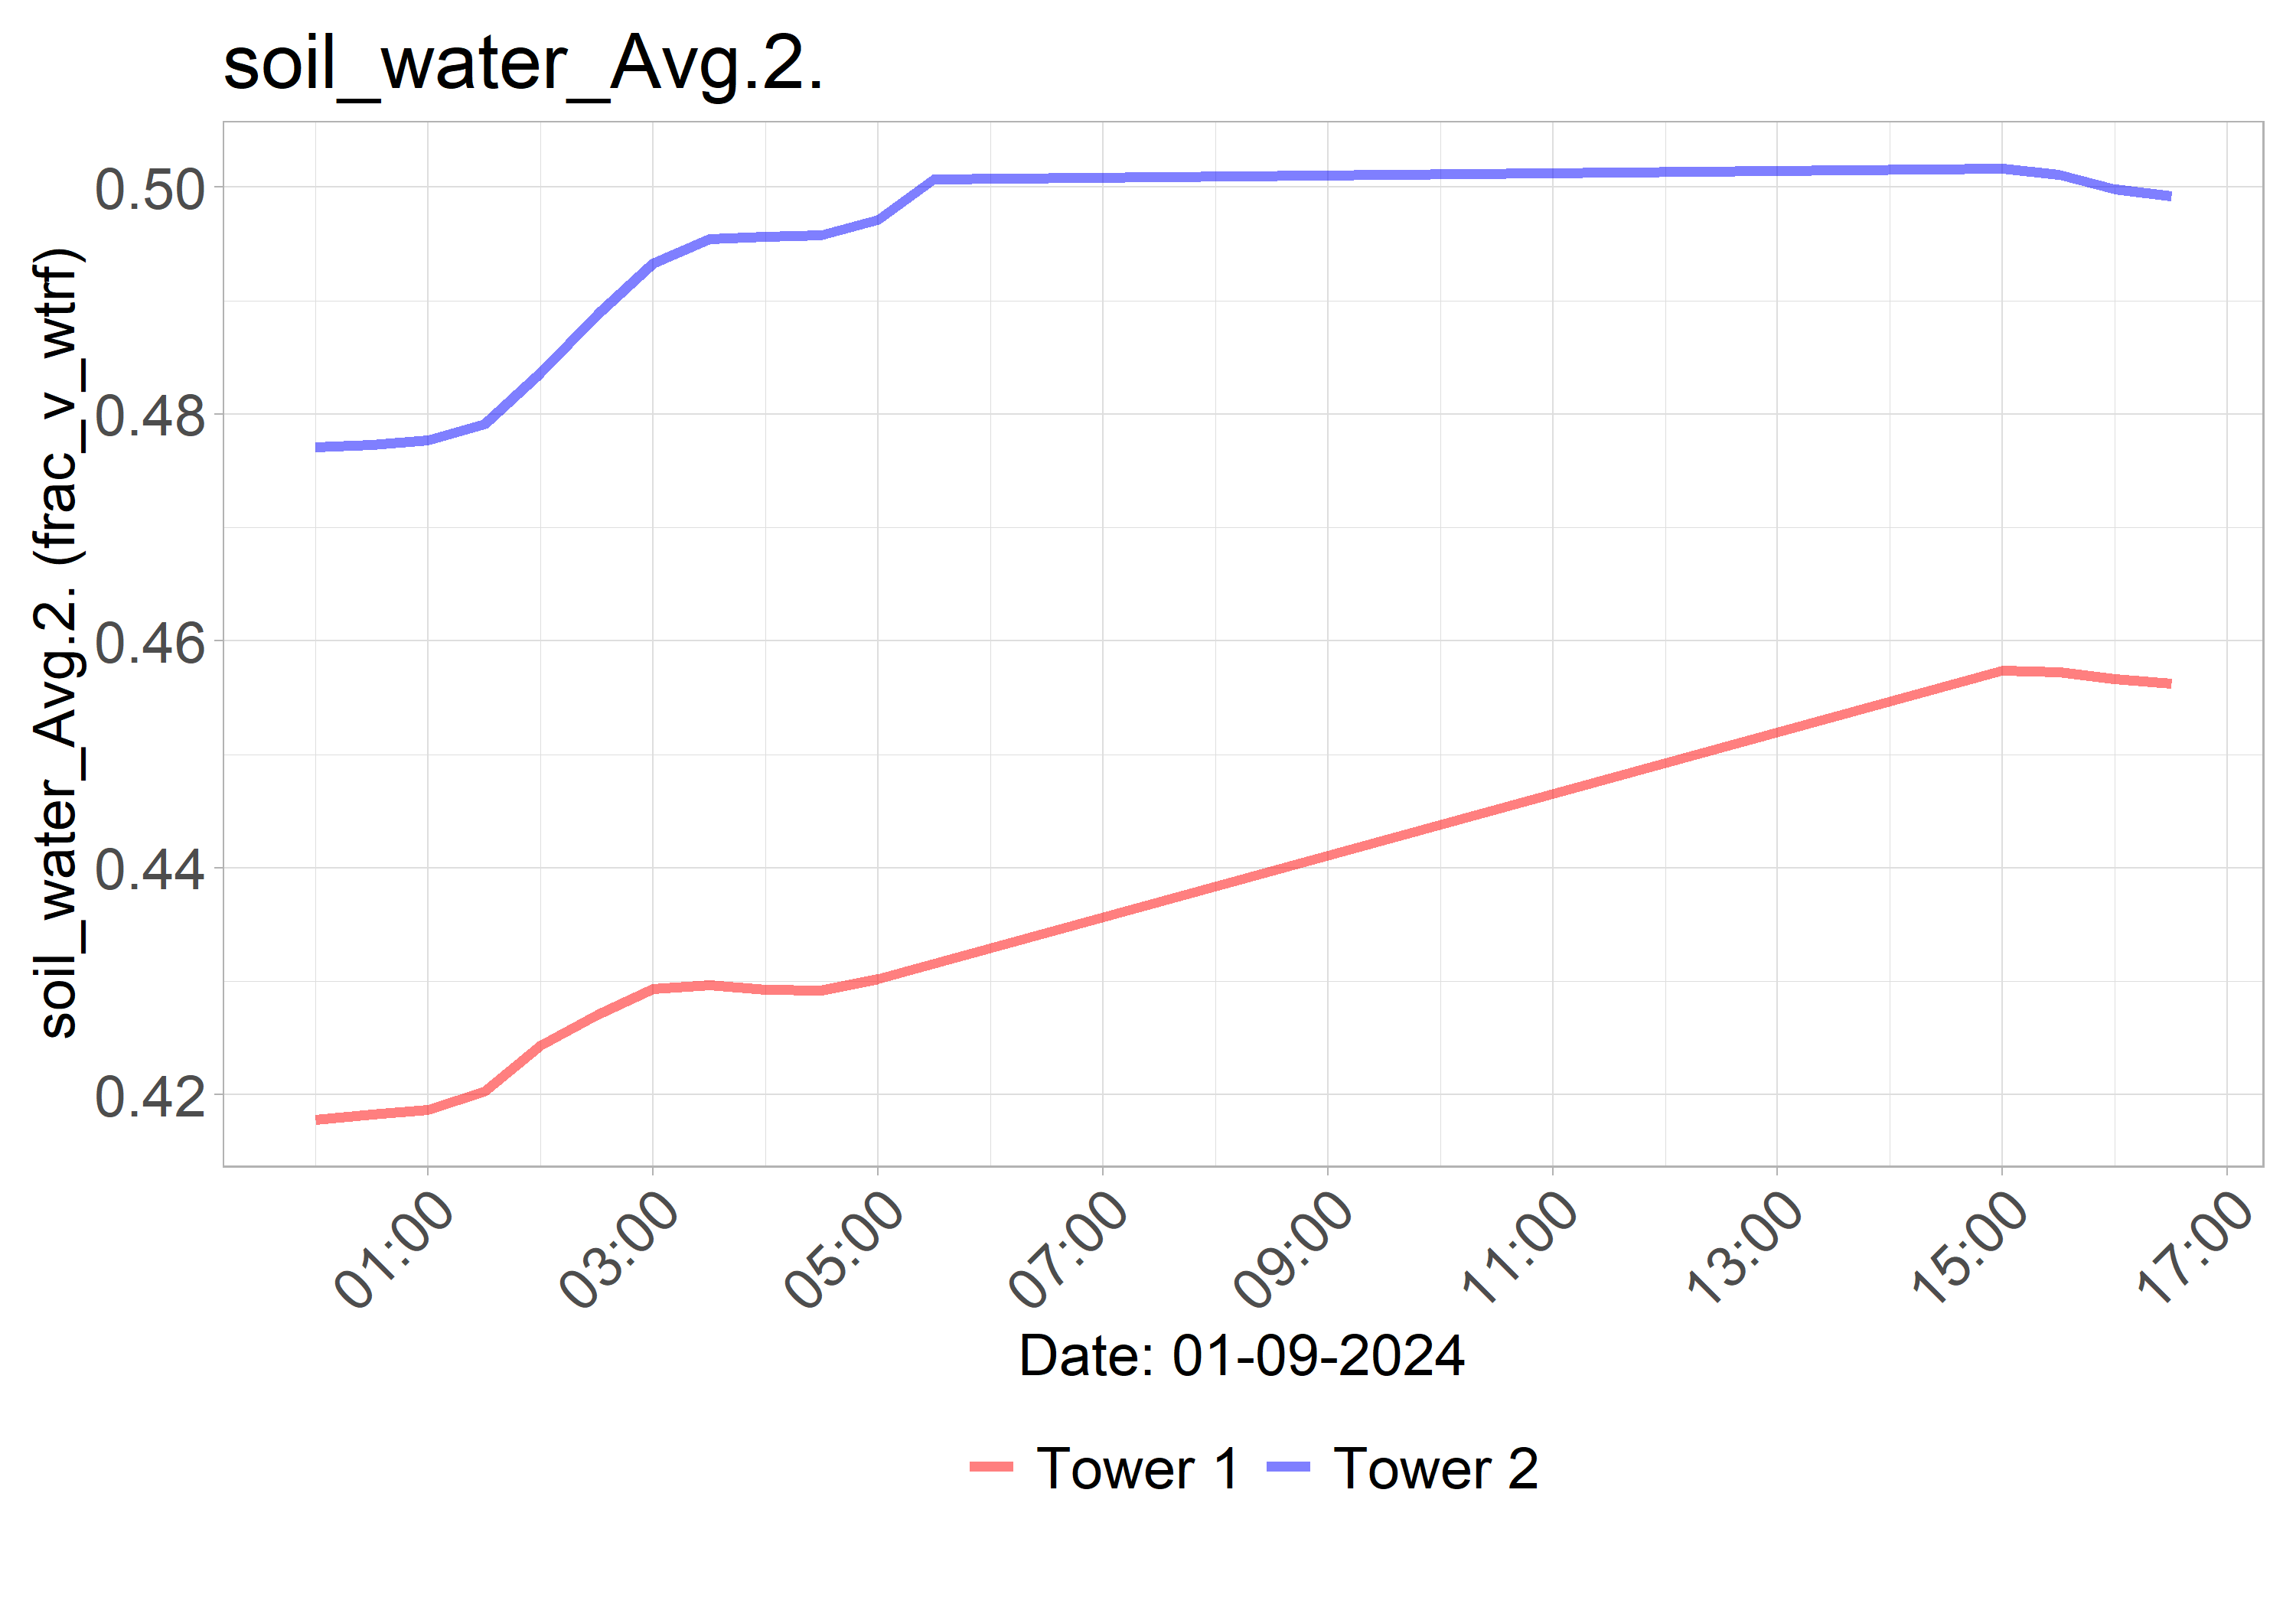 soil_water_Avg.2.
soil_water_Avg.2. (frac_v_wtrf)
0.50
0.48
0.46
0.44
0.42
01:00 03:00 05:00 07:00 09:00 11:00 13:00 15:00 17:00
Date: 01-09-2024
Tower 1 Tower 2